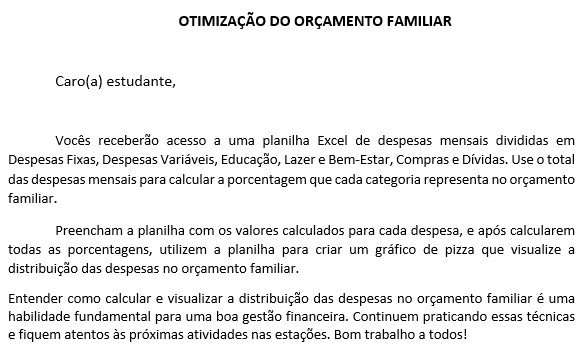 OTIMIZAÇÃO DO ORÇAMENTO FAMILIAR
Caro(a) estudante,
Vocês receberão acesso a uma planilha Excel de despesas mensais divididas em
Despesas Fixas, Despesas Variáveis, Educação, Lazer e Bem-Estar, Compras e Dívidas. Use o total
das despesas mensais para calcular a porcentagem que cada categoria representa no orçamento
familiar.
Preencham a planilha com os valores calculados para cada despesa, e após calcularem
todas as porcentagens, utilizem a planilha para criar um gráfico de pizza que visualize a
distribuição das despesas no orçamento familiar.
Entender como calcular e visualizar a distribuição das despesas no orçamento familiar é uma
habilidade fundamental para uma boa gestão financeira. Continuem praticando essas técnicas
e fiquem atentos às próximas atividades nas estações. Bom trabalho a todos!